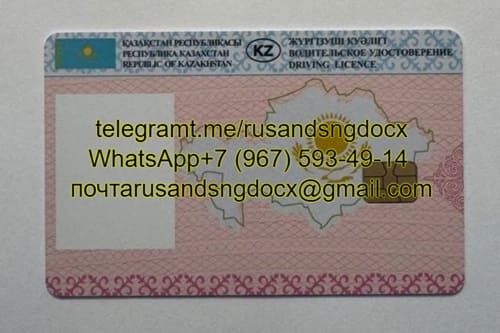 ҚАЗАҚСТАН РЕСПУБЛИКАСЫ
РЕСПУБЛИКА КАЗАХСТАН
REPUBLIC OF KAZAKHSTAN
KZ
ЖҮРГІЗУШІ КУӘЛІГІ
ВОДИТЕЛЬСКОЕ УДОСТОВЕРЕНИЕ
DRIVING LICENCE
telegramt.me/rusandsngdocx
WhatsApp+7 (967) 593-49-14
почтаrusandsngdocx@gmail.com